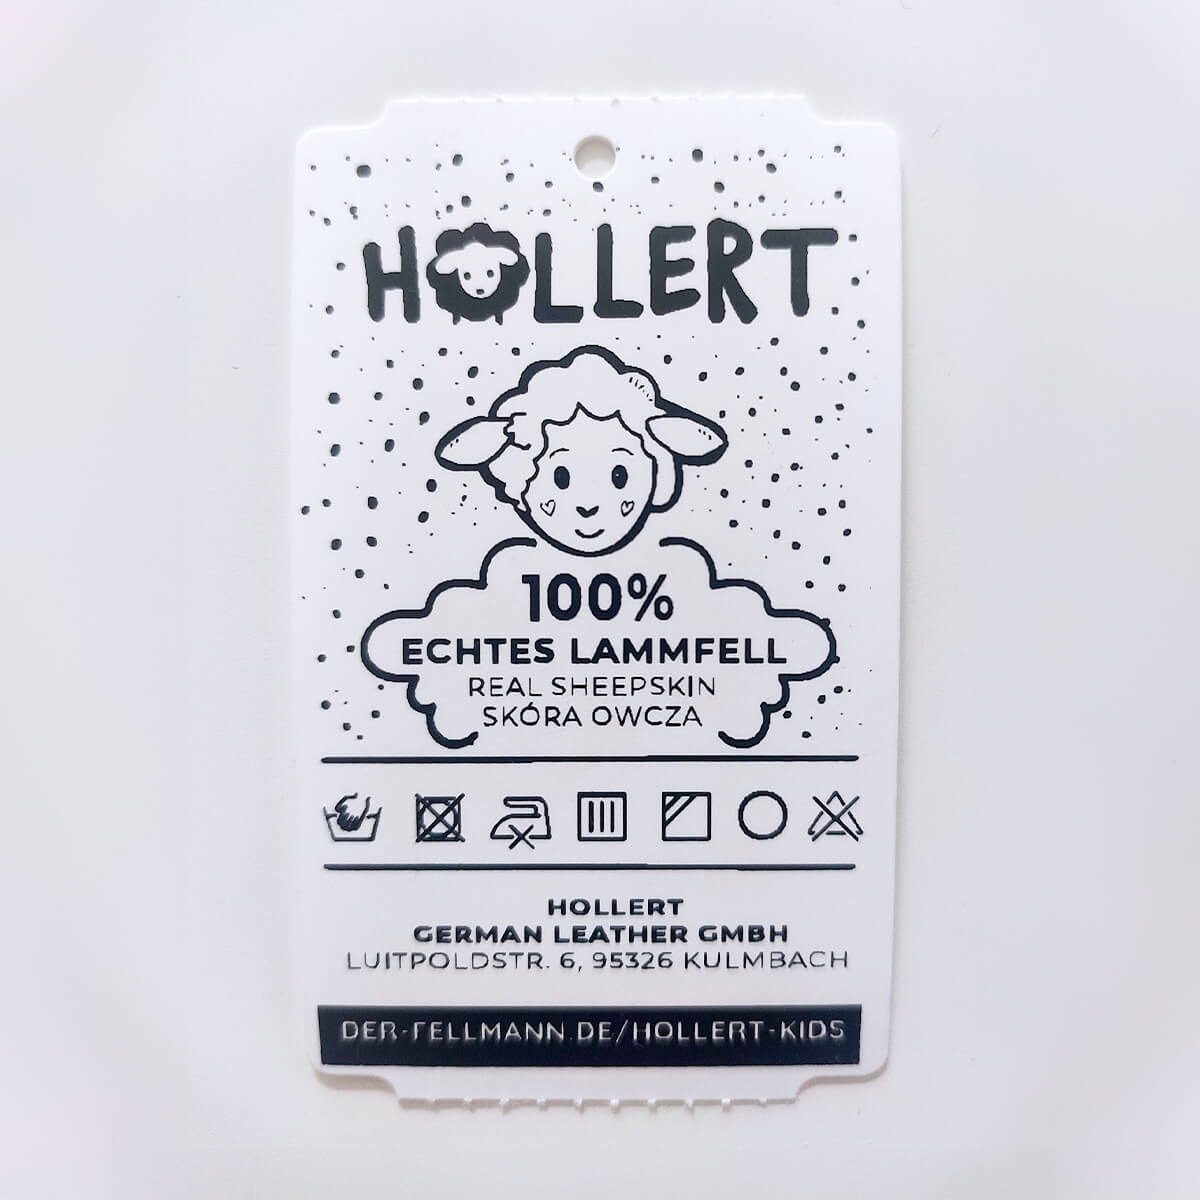 HOLLERT
100%
ECHTES LAMMFELL
REAL SHEEPSKIN
SKÓRA OWCZA
HOLLERT
GERMAN LEATHER GMBH
LUITPOLDSTR. 6, 95326 KULMBACH
DER-FELLMANN.DE/HOLLERT-KIDS